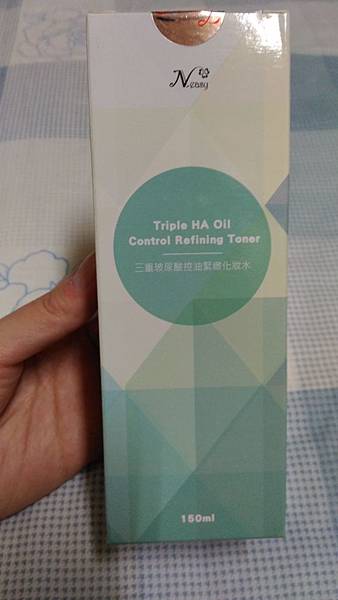 Triple HA Oil
Control Refining Toner
三重玻尿酸控油緊緻化妝水
150ml